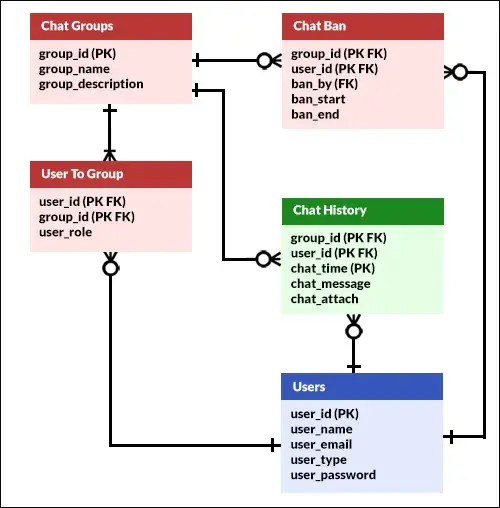 Chat Groups
group_id (PK)
group_name
group_description
Chat Ban
group_id (PK FK)
user_id (PK FK)
ban_by (FK)
ban_start
ban_end
User To Group
user_id (PK FK)
group_id (PK FK)
user_role
Chat History
group_id (PK FK)
user_id (PK FK)
chat_time (PK)
chat_message
chat_attach
Users
user_id (PK)
user_name
user_email
user_type
user_password